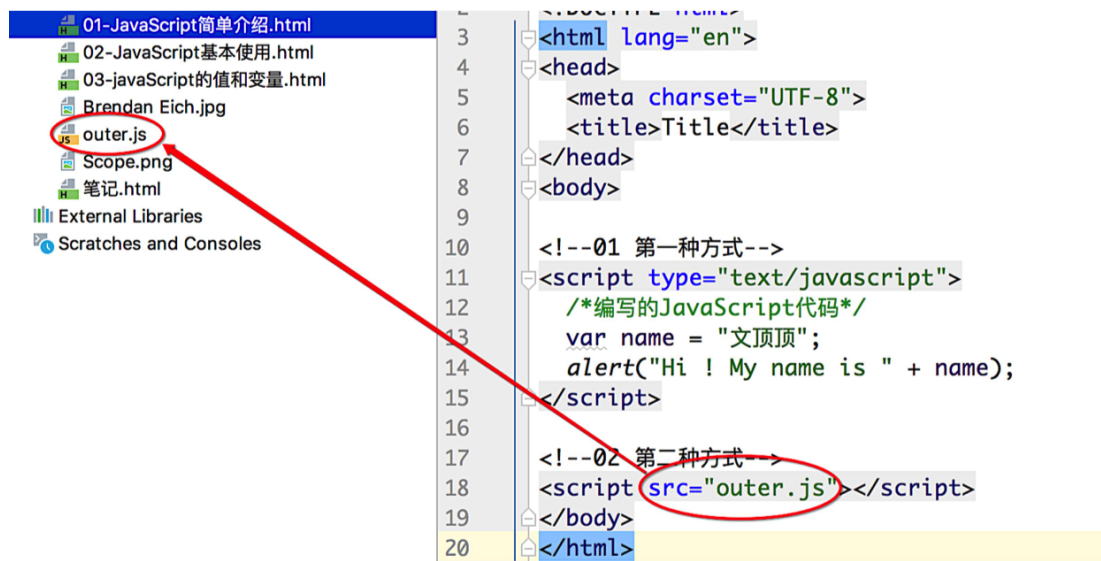 01-JavaScript简单介绍.html
02-JavaScript基本使用.html
03-javaScript的值和变量.html
Brendan Eich.jpg
outer.js
Scope.png
笔记.html
External Libraries
Scratches and Consoles
2 <!DOCTYPE html>
3 <html lang="en">
4 <head>
5 <meta charset="UTF-8">
6 <title>Title</title>
7 </head>
8 <body>
9
10 <!--01 第一种方式-->
11 <script type="text/javascript">
12 /*编写的JavaScript代码*/
13 var name = "文顶顶";
14 alert("Hi ! My name is " + name);
15 </script>
16
17 <!--02 第二种方式-->
18 <script src="outer.js"></script>
19 </body>
20 </html>